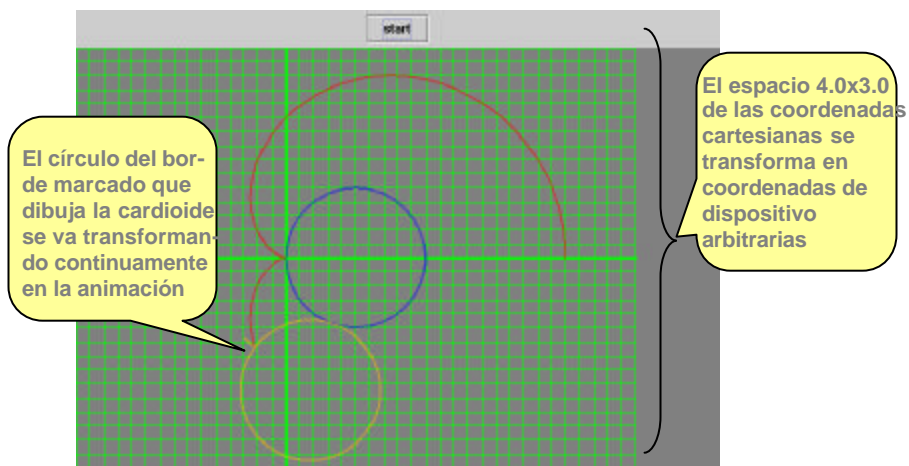 start
El espacio 4.0x3.0
de las coordenadas
cartesianas se
transforma en
coordenadas de
dispositivo
arbitrarias
El círculo del bor-
de marcado que
dibuja la cardioide
se va transforman-
do continuamente
en la animación